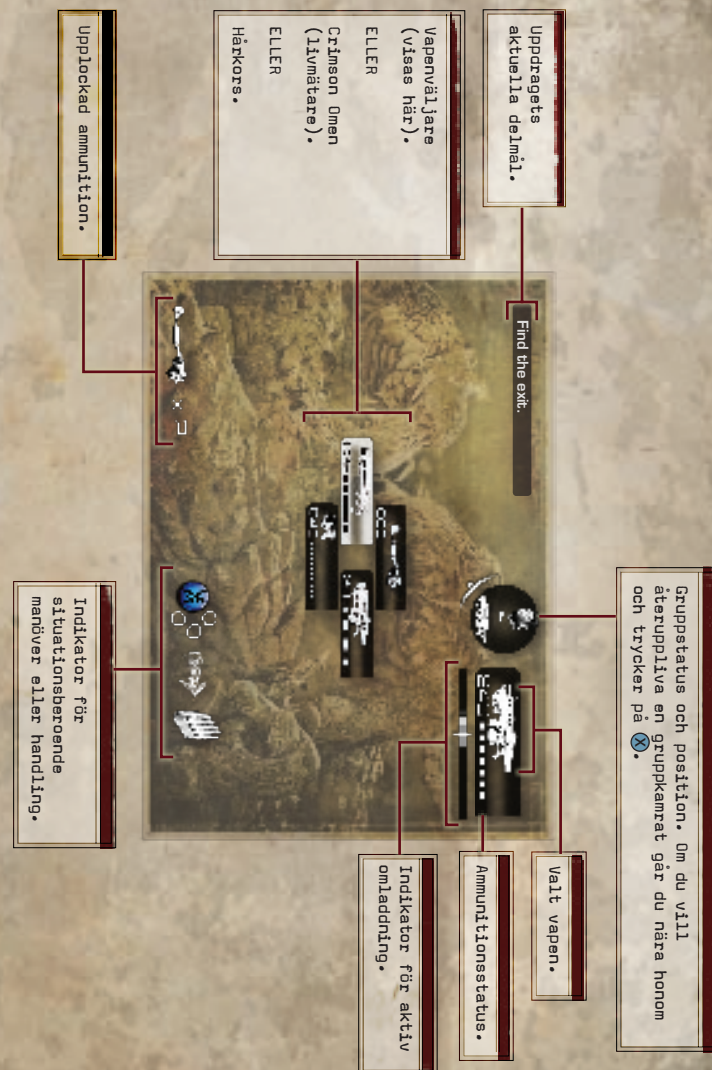 Gruppstatus och position. Om du vill
återuppliva en gruppkamrat går du nära honom
och trycker på X.
Uppdragets
aktuella delmål.
Find the exit.
Valt vapen.
Ammunitionsstatus.
Vapenväljare
(visas här).
ELLER
Crimson Omen
(livmätare).
ELLER
Hårkors.
Indikator för aktiv
omladdning.
Upplockad ammunition.
Indikator för
situationsberoende
manöver eller handling.